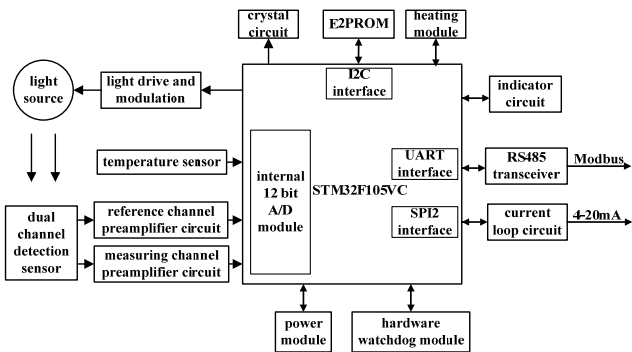 crystal
circuit
E2PROM
heating
module
light
source
light drive and
modulation
I2C
interface
indicator
circuit
temperature sensor
internal
12 bit
A/D
module
STM32F105VC
UART
interface
RS485
transceiver
Modbus
dual
channel
detection
sensor
reference channel
preamplifier circuit
measuring channel
preamplifier circuit
SPI2
interface
current
loop circuit
4-20mA
power
module
hardware
watchdog module